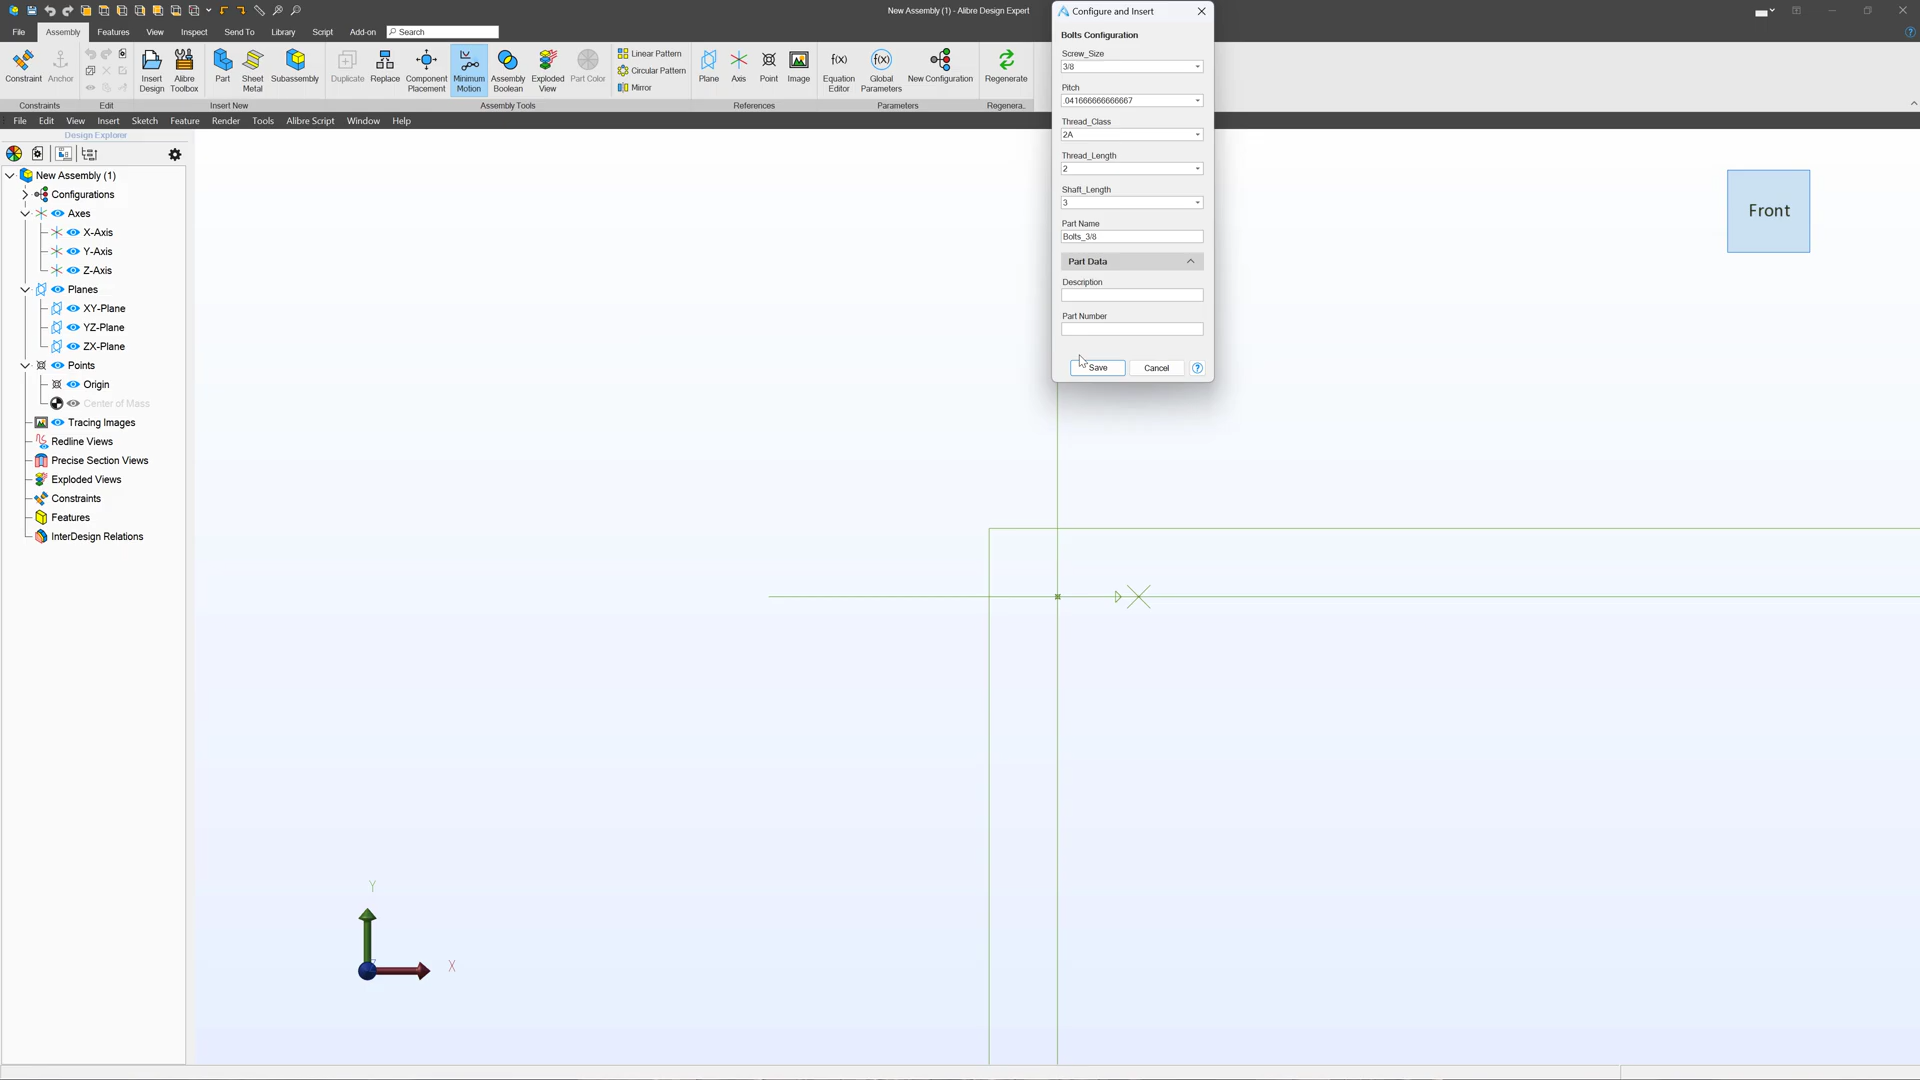 New Assembly (1) - Alibre Design Expert
File Assembly Features View Inspect Send To Library Script Add-on Search
Constraint Anchor
Insert Design
Alibre Toolbox
Part
Sheet Metal
Subassembly
Duplicate
Replace
Component Placement
Minimum Motion
Assembly Boolean
Exploded View
Part Color
Linear Pattern
Circular Pattern
Mirror
Plane
Axis
Point
Image
Equation Editor
Global Parameters
New Configuration
Regenerate
Constraints Edit Insert New Assembly Tools References Parameters Regenera..
File Edit View Insert Sketch Feature Render Tools Alibre Script Window Help
Design Explorer
New Assembly (1)
Configurations
Axes
X-Axis
Y-Axis
Z-Axis
Planes
XY-Plane
YZ-Plane
ZX-Plane
Points
Origin
Center of Mass
Tracing Images
Redline Views
Precise Section Views
Exploded Views
Constraints
Features
InterDesign Relations
Configure and Insert
Bolts Configuration
Screw_Size
3/8
Pitch
.041666666666667
Thread_Class
2A
Thread_Length
2
Shaft_Length
3
Part Name
Bolts_3/8
Part Data
Description
Part Number
Save Cancel ?
Front
Y
X